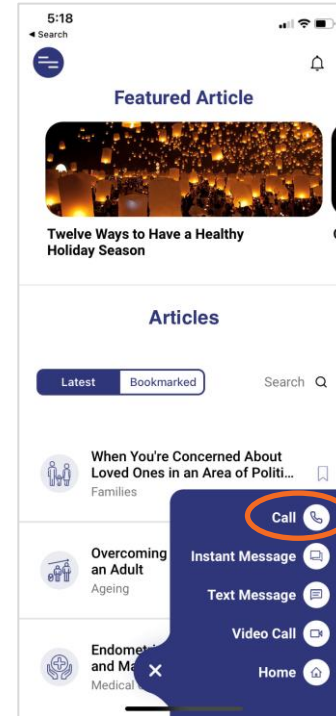 5:18
◀ Search
Featured Article
Twelve Ways to Have a Healthy
Holiday Season
Articles
Latest
Bookmarked
Search
When You're Concerned About
Loved Ones in an Area of Politi...
Families
Call
Overcoming
an Adult
Ageing
Instant Message
Text Message
Video Call
and
Medical
Home